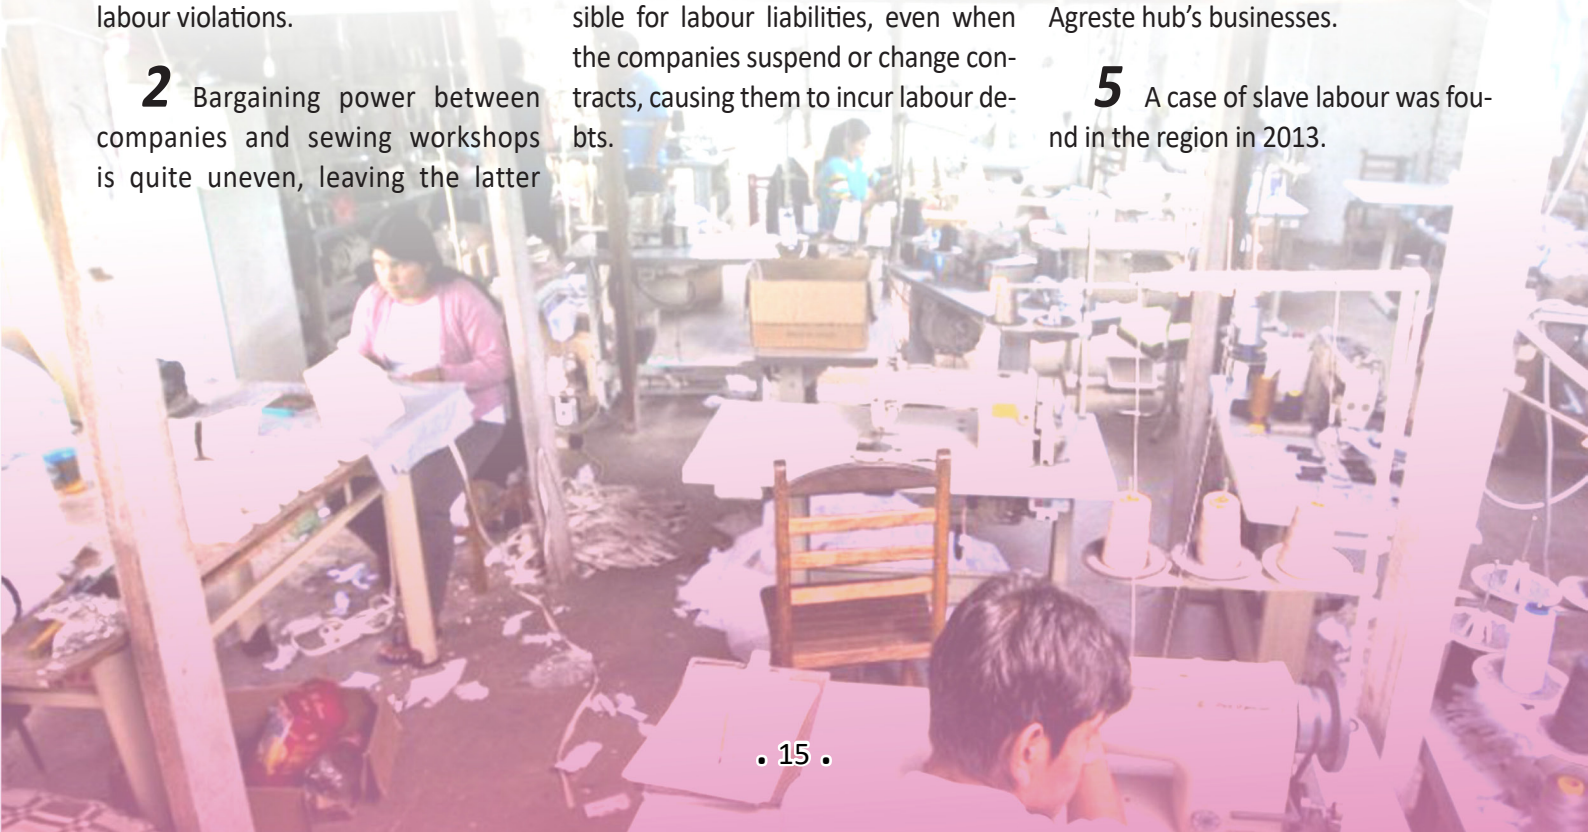 labour violations.
2 Bargaining power between
companies and sewing workshops
is quite uneven, leaving the latter
sible for labour liabilities, even when
the companies suspend or change con-
tracts, causing them to incur labour de-
bts.
Agreste hub's businesses.
5 A case of slave labour was fou-
nd in the region in 2013.
. 15 .